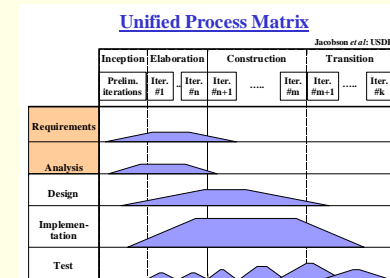 Unified Process Matrix
Jacobson et al: USDP
Inception Elaboration Construction Transition
Prelim. Iter. .. Iter. Iter. ..... Iter. Iter. ..... Iter.
iterations #1 #n #n+1 #m #m+1 #k
Requirements
Analysis
Design
Implemen-
tation
Test